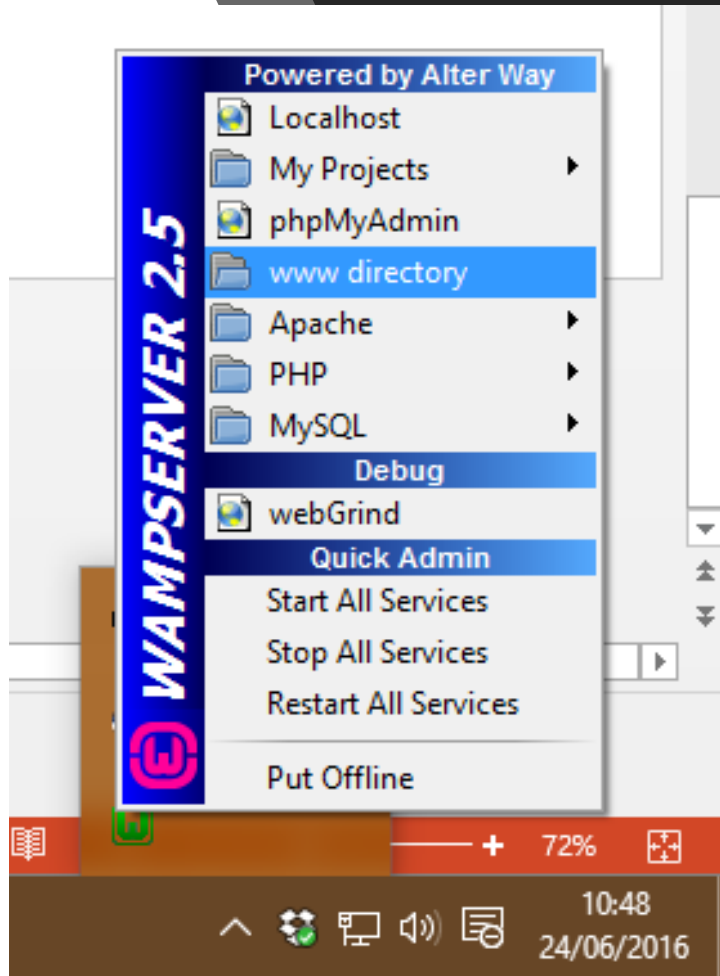 Powered by Alter Way
Localhost
My Projects
phpMyAdmin
www directory
Apache
PHP
MySQL
Debug
webGrind
Quick Admin
Start All Services
Stop All Services
Restart All Services
Put Offline
WAMPSERVER 2.5
72%
10:48
24/06/2016